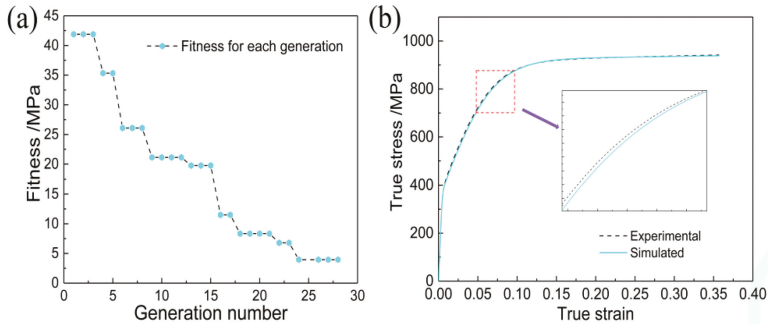 (a)
Fitness /MPa
45
40
35
30
25
20
15
10
5
0
Fitness for each generation
0 5 10 15 20 25 30
Generation number
(b)
True stress /MPa
1000
800
600
400
200
0
Experimental
Simulated
0.00 0.05 0.10 0.15 0.20 0.25 0.30 0.35 0.40
True strain